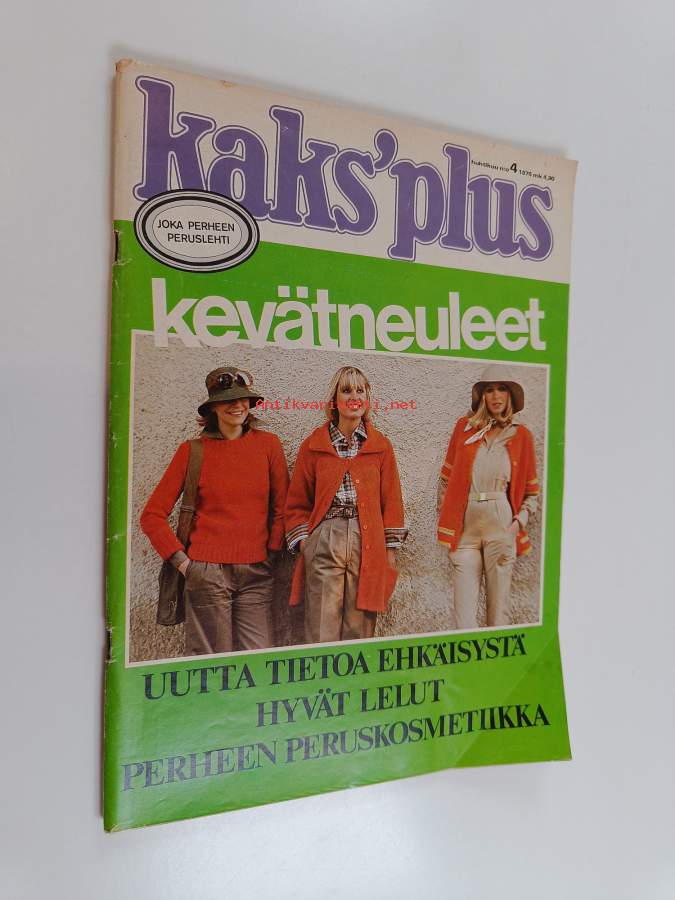 kaks'plus
huhtikuu n:o 4 1976 mk 4,90
JOKA PERHEEN
PERUSLEHTI
kevätneuleet
Antikvariaatti.net
UUTTA TIETOA EHKÄISYSTÄ
HYVÄT LELUT
PERHEEN PERUSKOSMETIIKKA